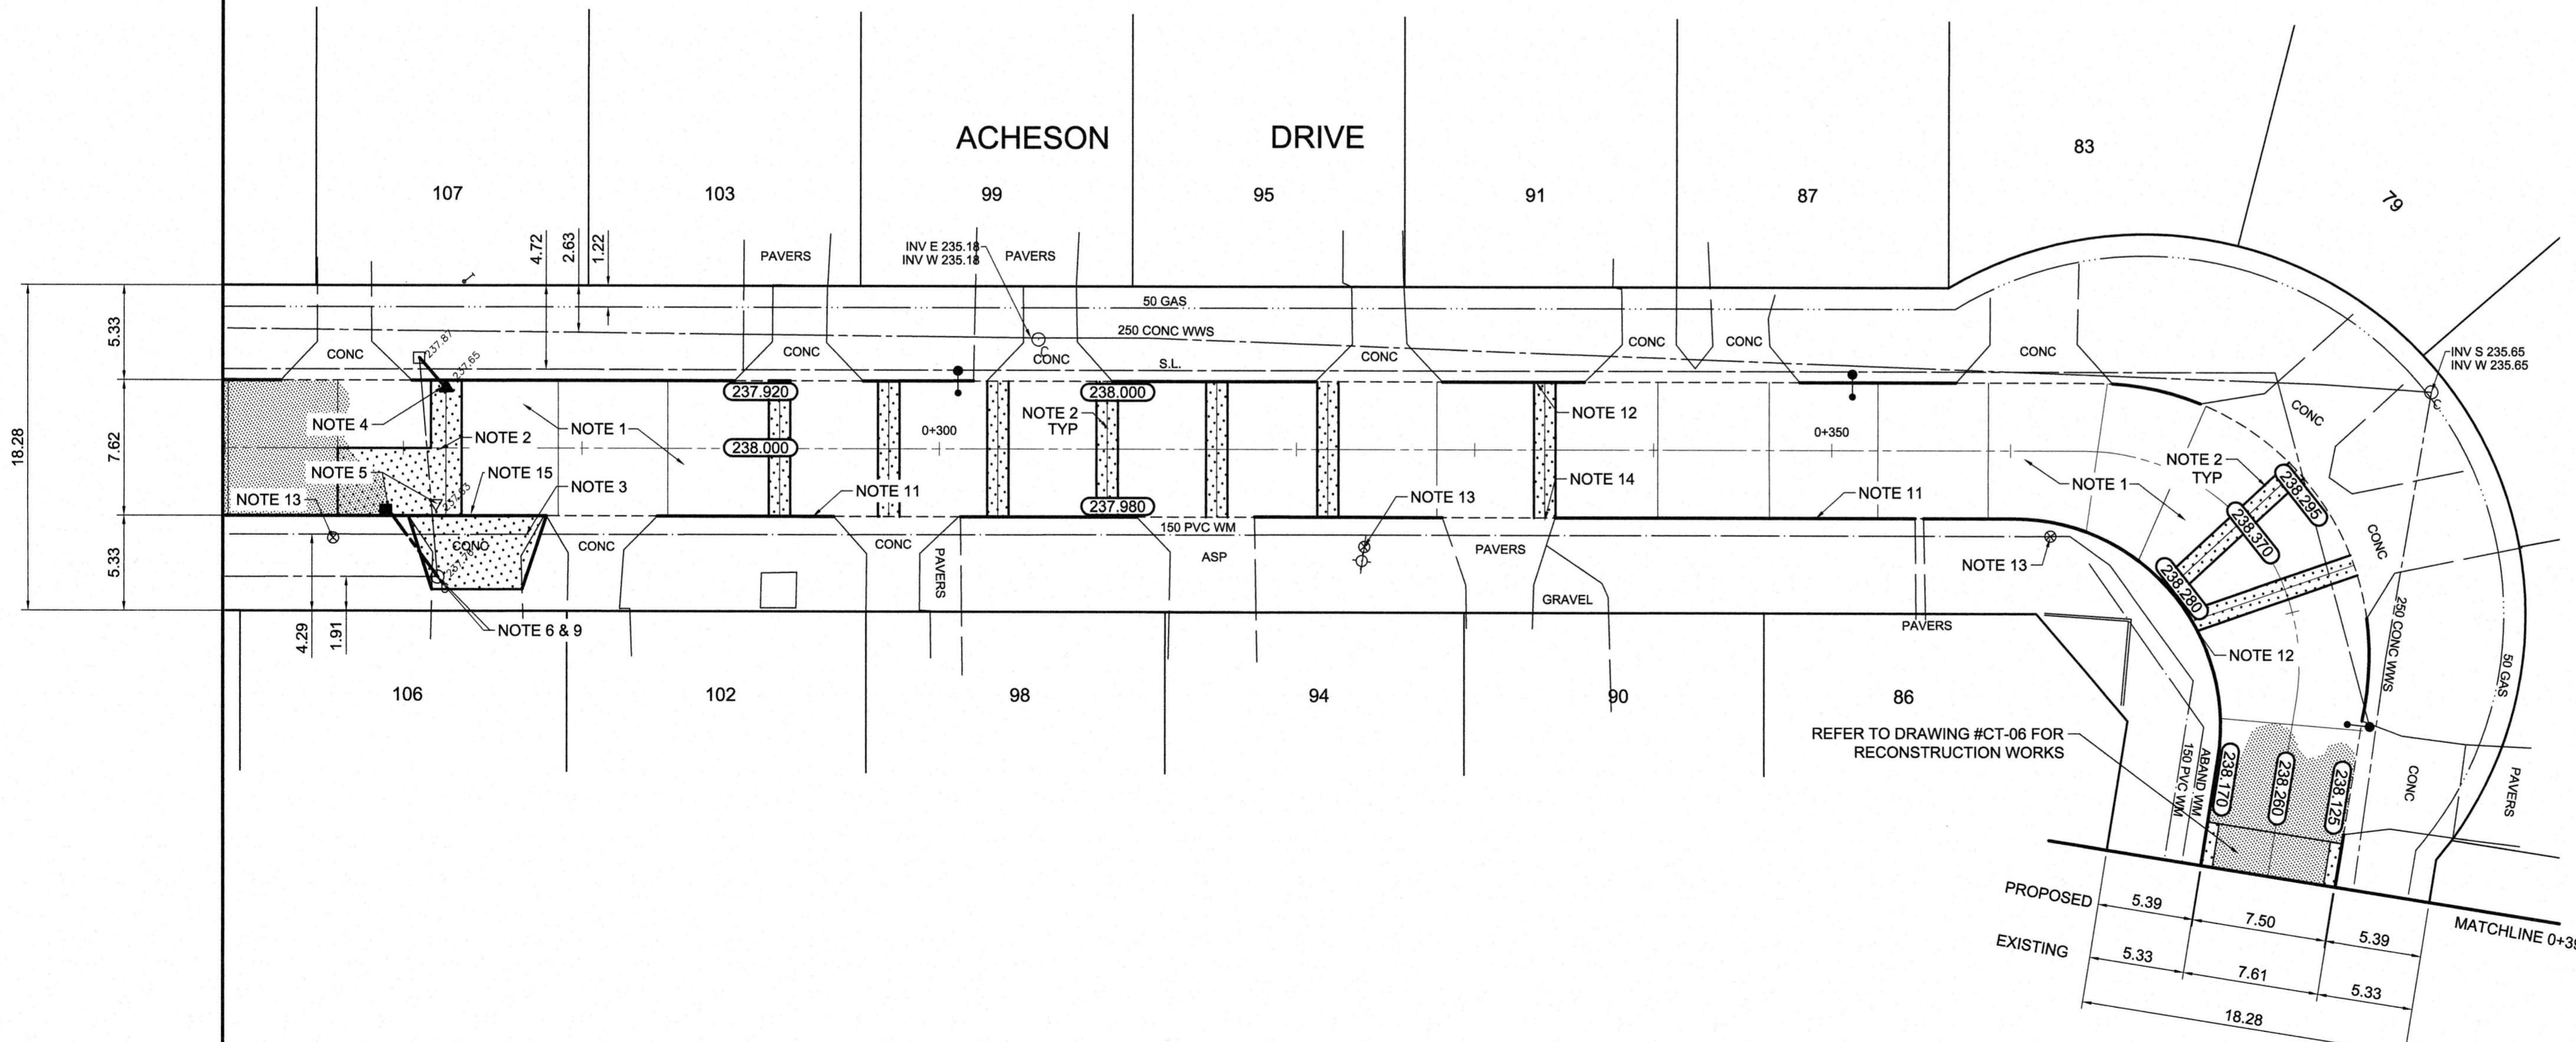 ACHESON DRIVE
83
79
107
103
99
95
91
87
4.72
2.63
1.22
PAVERS
INV E 235.18
INV W 235.18
PAVERS
50 GAS
250 CONC WWS
S.L.
18.28
5.33
7.62
5.33
CONC
CONC
CONC
CONC
CONC
CONC
CONC
237.87
237.65
INV S 235.65
INV W 235.65
237.920
238.000
238.000
237.980
NOTE 4
NOTE 2
NOTE 1
NOTE 5
NOTE 15
NOTE 3
NOTE 13
0+300
NOTE 2
TYP
NOTE 12
NOTE 14
NOTE 11
NOTE 13
0+350
NOTE 11
NOTE 1
NOTE 2
TYP
238.295
238.370
238.280
CONC
CONC
CONC
CONC
CONC
PAVERS
150 PVC WM
ASP
PAVERS
GRAVEL
NOTE 13
NOTE 12
PAVERS
250 CONC WWS
50 GAS
4.29
1.91
NOTE 6 & 9
106
102
98
94
90
86
REFER TO DRAWING #CT-06 FOR
RECONSTRUCTION WORKS
150 PVC WM
ABAND WM
238.170
238.260
238.125
CONC
PAVERS
PROPOSED
5.39
7.50
5.39
MATCHLINE 0+39
EXISTING
5.33
7.61
5.33
18.28